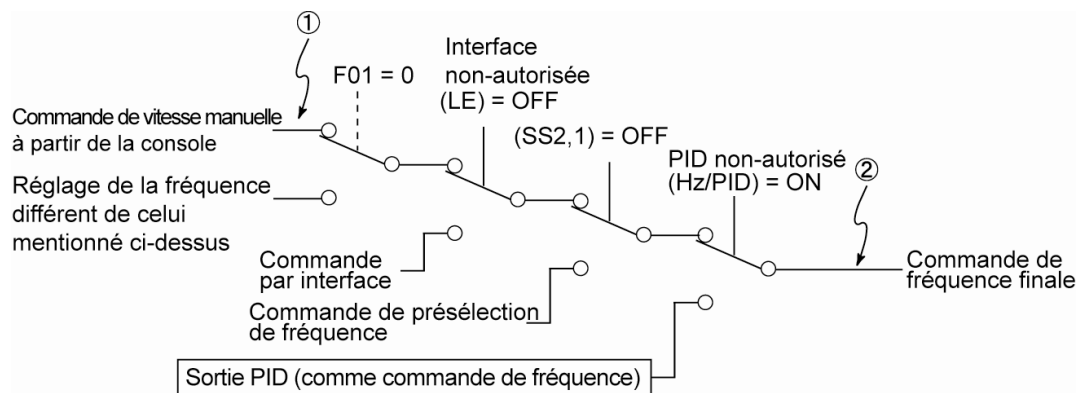 ①
F01 = 0
Interface
non-autorisée
(LE) = OFF
(SS2,1) = OFF
PID non-autorisé
(Hz/PID) = ON
②
Commande de vitesse manuelle
à partir de la console
Réglage de la fréquence
différent de celui
mentionné ci-dessus
Commande
par interface
Commande de présélection
de fréquence
Sortie PID (comme commande de fréquence)
Commande de
fréquence finale